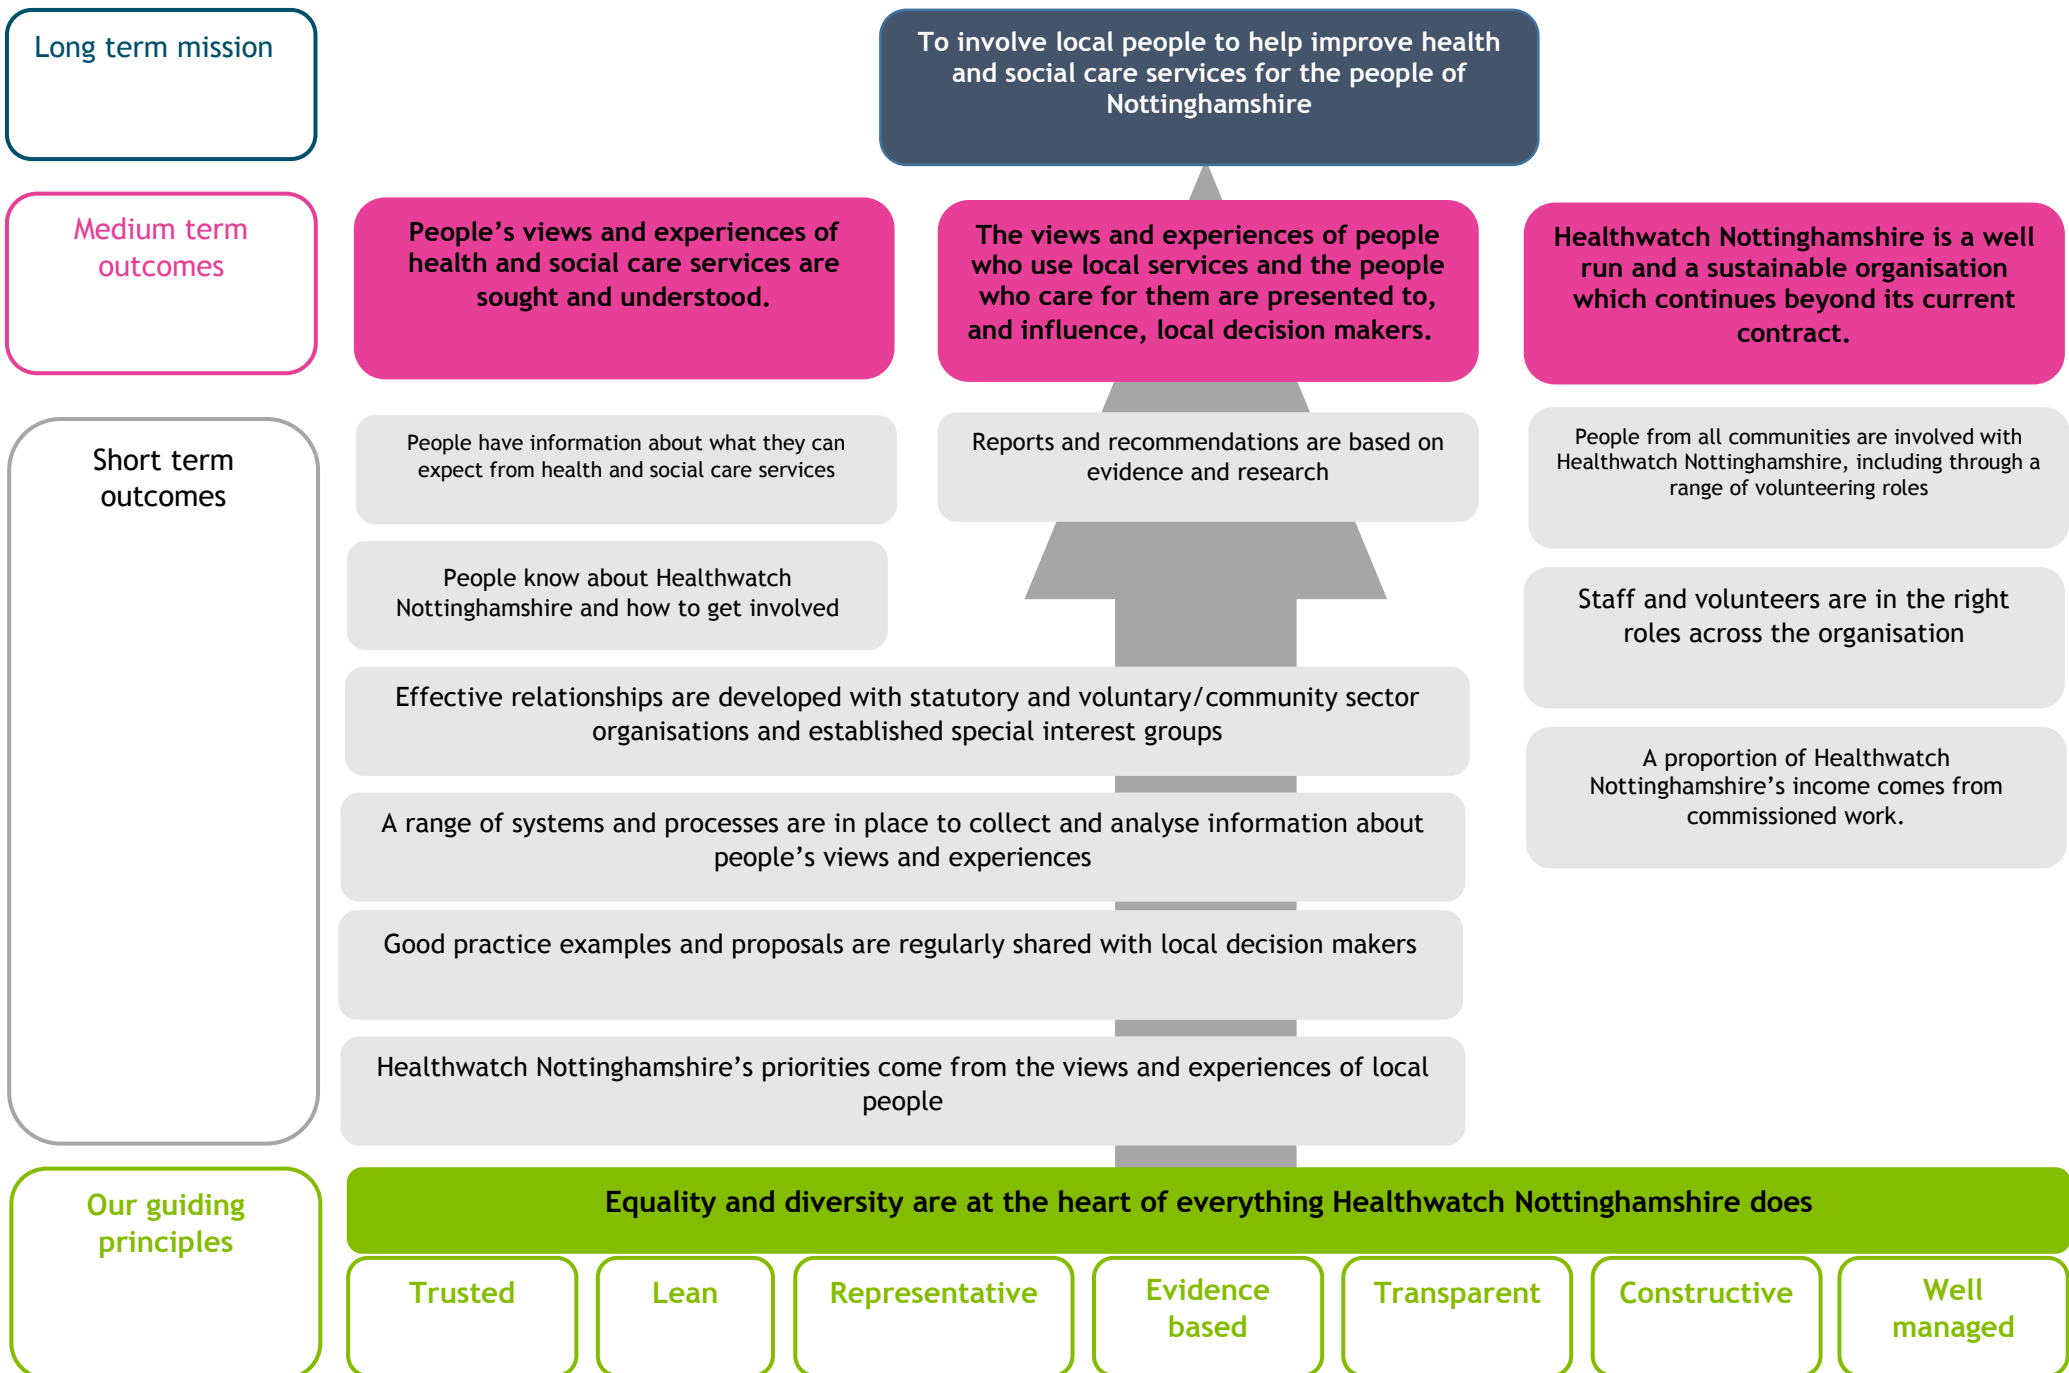 Long term mission
To involve local people to help improve health
and social care services for the people of
Nottinghamshire
Medium term
outcomes
People’s views and experiences of
health and social care services are
sought and understood.
The views and experiences of people
who use local services and the people
who care for them are presented to,
and influence, local decision makers.
Healthwatch Nottinghamshire is a well
run and a sustainable organisation
which continues beyond its current
contract.
Short term
outcomes
People have information about what they can
expect from health and social care services
Reports and recommendations are based on
evidence and research
People from all communities are involved with
Healthwatch Nottinghamshire, including through a
range of volunteering roles
People know about Healthwatch
Nottinghamshire and how to get involved
Staff and volunteers are in the right
roles across the organisation
Effective relationships are developed with statutory and voluntary/community sector
organisations and established special interest groups
A proportion of Healthwatch
Nottinghamshire’s income comes from
commissioned work.
A range of systems and processes are in place to collect and analyse information about
people’s views and experiences
Good practice examples and proposals are regularly shared with local decision makers
Healthwatch Nottinghamshire’s priorities come from the views and experiences of local
people
Our guiding
principles
Equality and diversity are at the heart of everything Healthwatch Nottinghamshire does
Trusted
Lean
Representative
Evidence
based
Transparent
Constructive
Well
managed